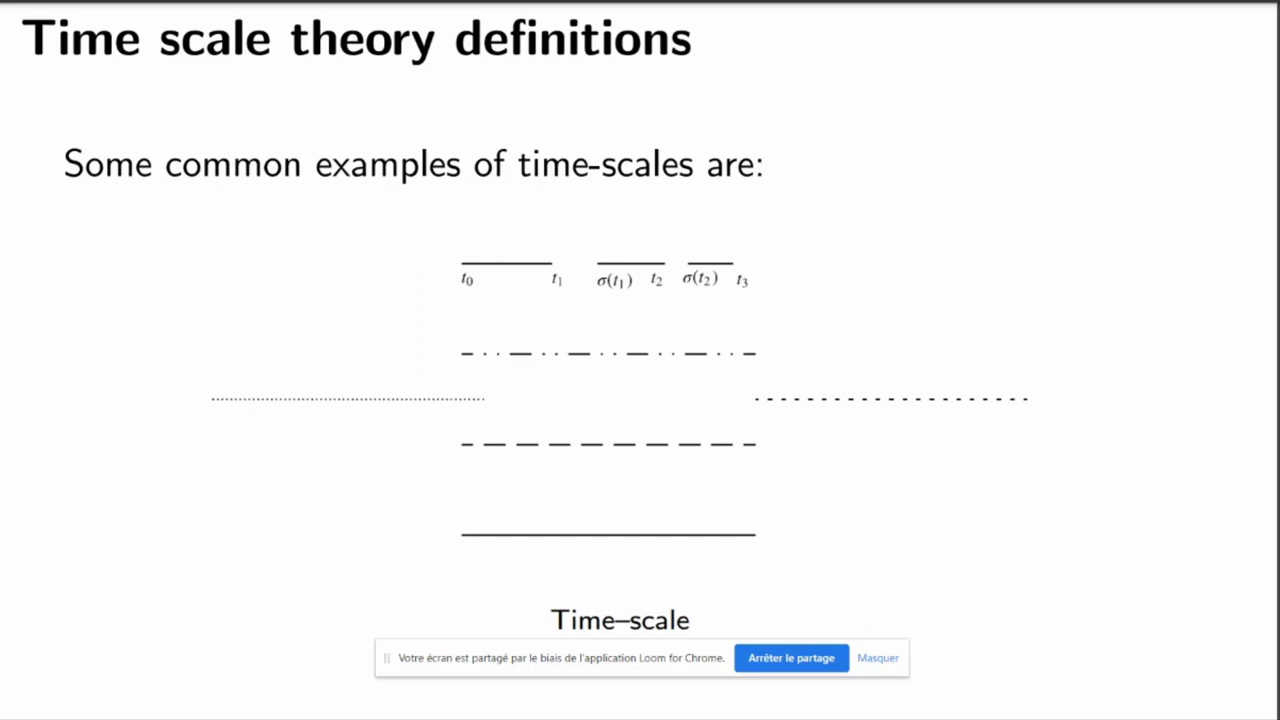 Time scale theory definitions
Some common examples of time-scales are:
t₀ t₁ σ(t₁) t₂ σ(t₂) t₃
Time–scale
Votre écran est partagé par le biais de l'application Loom for Chrome. Arrêter le partage Masquer